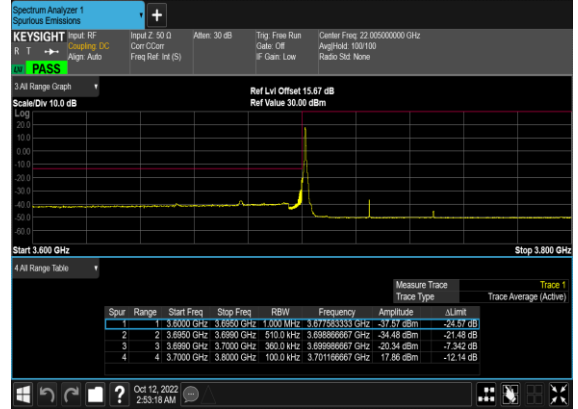 Spectrum Analyzer 1
Spurious Emissions
KEYSIGHT Input: RF Input Z: 50 Ω Atten: 30 dB Trig: Free Run Center Freq: 22.005000000 GHz
R T Coupling: DC Corr CCorr Gate: Off Avg|Hold: 100/100
Align: Auto Freq Ref: Int (S) IF Gain: Low Radio Std: None
PASS
3 All Range Graph
Ref Lvl Offset 15.67 dB
Scale/Div 10.0 dB Ref Value 30.00 dBm
Log
20.0
10.0
0.00
-10.0
-20.0
-30.0
-40.0
-50.0
-60.0
Start 3.600 GHz Stop 3.800 GHz
4 All Range Table
Measure Trace Trace 1
Trace Type Trace Average (Active)
Spur Range Start Freq Stop Freq RBW Frequency Amplitude ΔLimit
1 1 3.6000 GHz 3.6950 GHz 1.000 MHz 3.677583333 GHz -37.57 dBm -24.57 dB
2 2 3.6950 GHz 3.6990 GHz 510.0 kHz 3.698866667 GHz -34.48 dBm -21.48 dB
3 3 3.6990 GHz 3.7000 GHz 360.0 kHz 3.699986667 GHz -20.34 dBm -7.342 dB
4 4 3.7000 GHz 3.8000 GHz 100.0 kHz 3.701166667 GHz 17.86 dBm -12.14 dB
Oct 12, 2022
2:53:18 AM